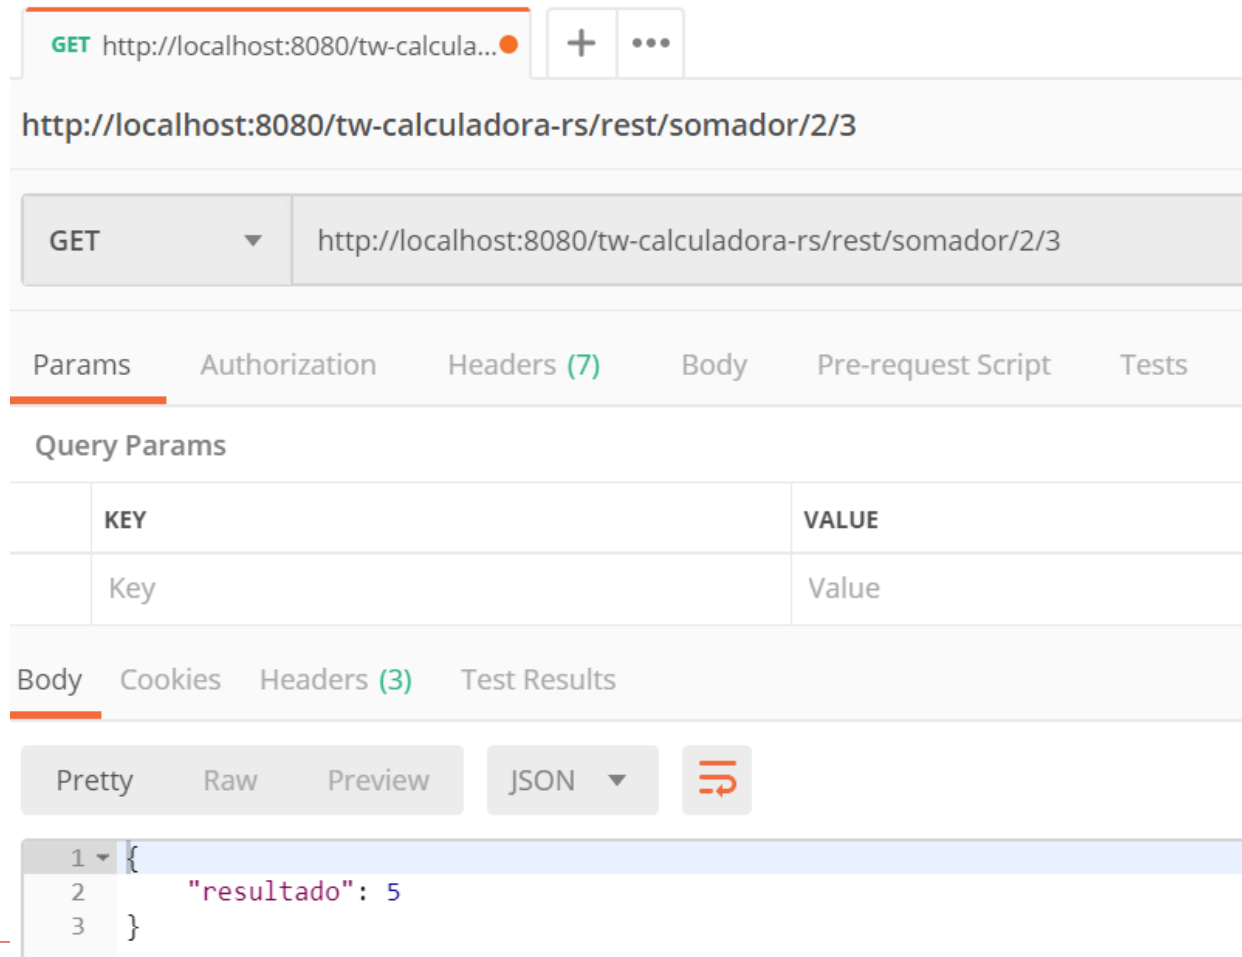 GET http://localhost:8080/tw-calcula...
http://localhost:8080/tw-calculadora-rs/rest/somador/2/3
GET http://localhost:8080/tw-calculadora-rs/rest/somador/2/3
Params Authorization Headers (7) Body Pre-request Script Tests
Query Params
KEY VALUE
Key Value
Body Cookies Headers (3) Test Results
Pretty Raw Preview JSON
1 {
2 "resultado": 5
3 }